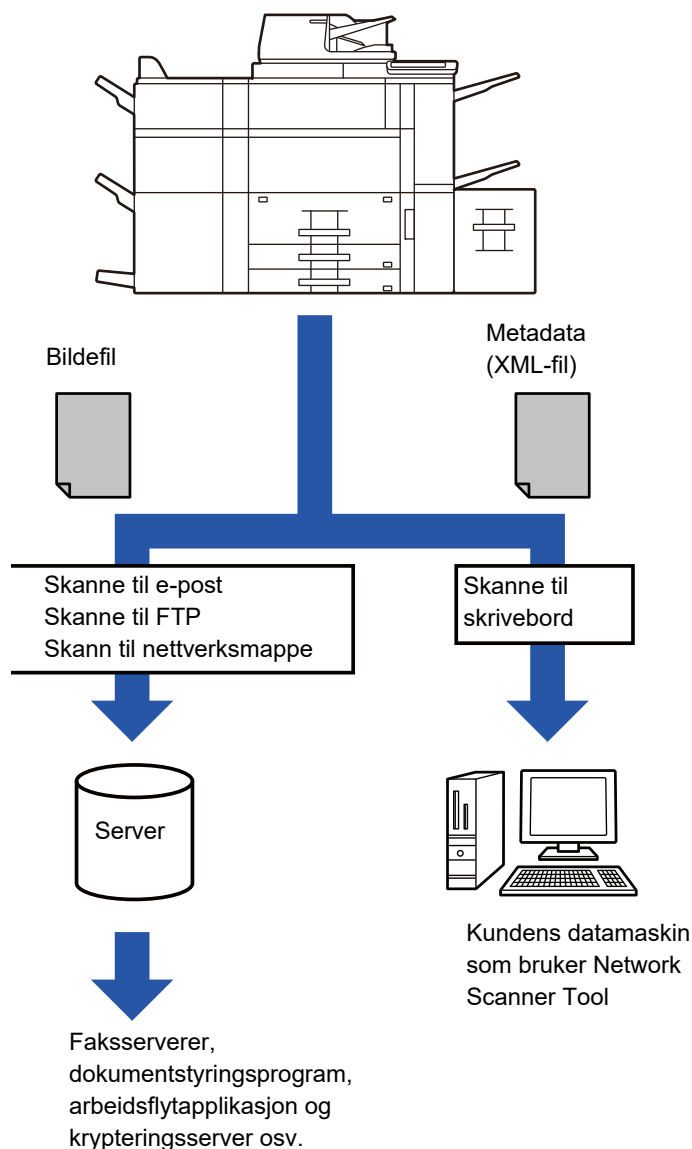 Bildefil
Metadata
(XML-fil)
Skanne til e-post
Skanne til FTP
Skann til nettverksmappe
Skanne til
skrivebord
Server
Kundens datamaskin
som bruker Network
Scanner Tool
Faksserverer,
dokumentstyringsprogram,
arbeidsflytapplikasjon og
krypteringsserver osv.